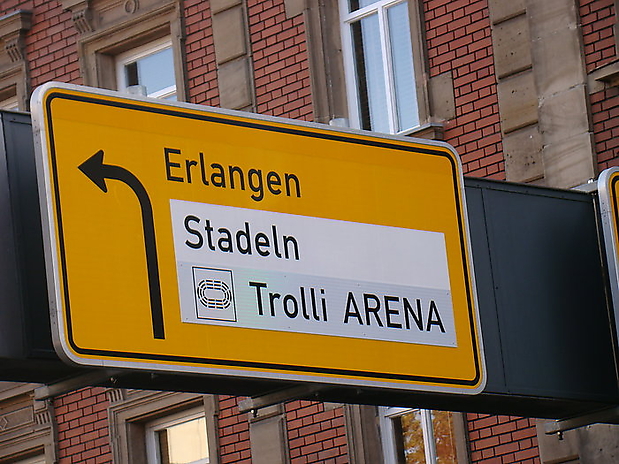 Erlangen
Stadeln
Trolli ARENA